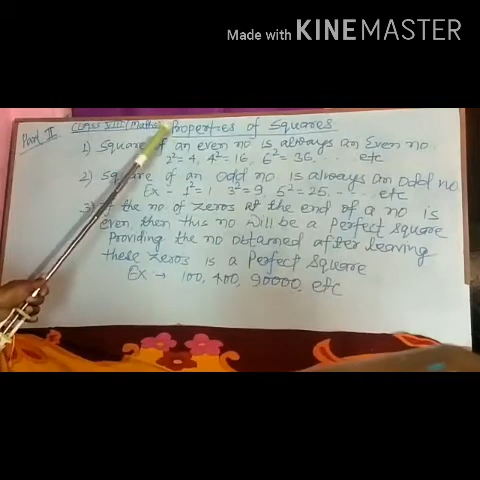 Made with KINEMASTER
Part II CLASS VIII (Maths) Properties of Squares
1) Square of an even no is always an Even no.
2²= 4, 4²= 16, 6²= 36. . . etc
2) Square of an odd no. is always an odd no
Ex - 1²= 1 3²= 9, 5²= 25. - . . etc
3) If the no of zeros at the end of a no is
even, then this no will be a Perfect square
Providing the no obtained after leaving
these zeros is a Perfect Square
Ex → 100, 400, 90000, etc